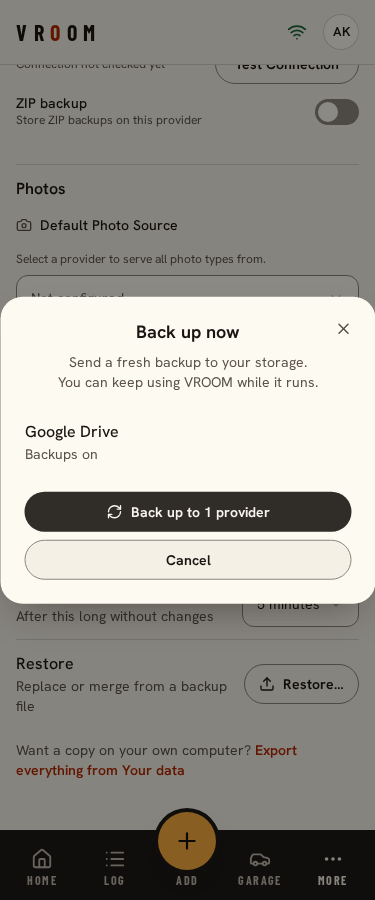 VROOM
AK
Connection not checked yet
Test Connection
ZIP backup
Store ZIP backups on this provider
Photos
Default Photo Source
Select a provider to serve all photo types from.
Not configured
Back up now
Send a fresh backup to your storage.
You can keep using VROOM while it runs.
Google Drive
Backups on
Back up to 1 provider
Cancel
After this long without changes
5 minutes
Restore
Replace or merge from a backup
file
Restore...
Want a copy on your own computer? Export
everything from Your data
HOME
LOG
ADD
GARAGE
MORE